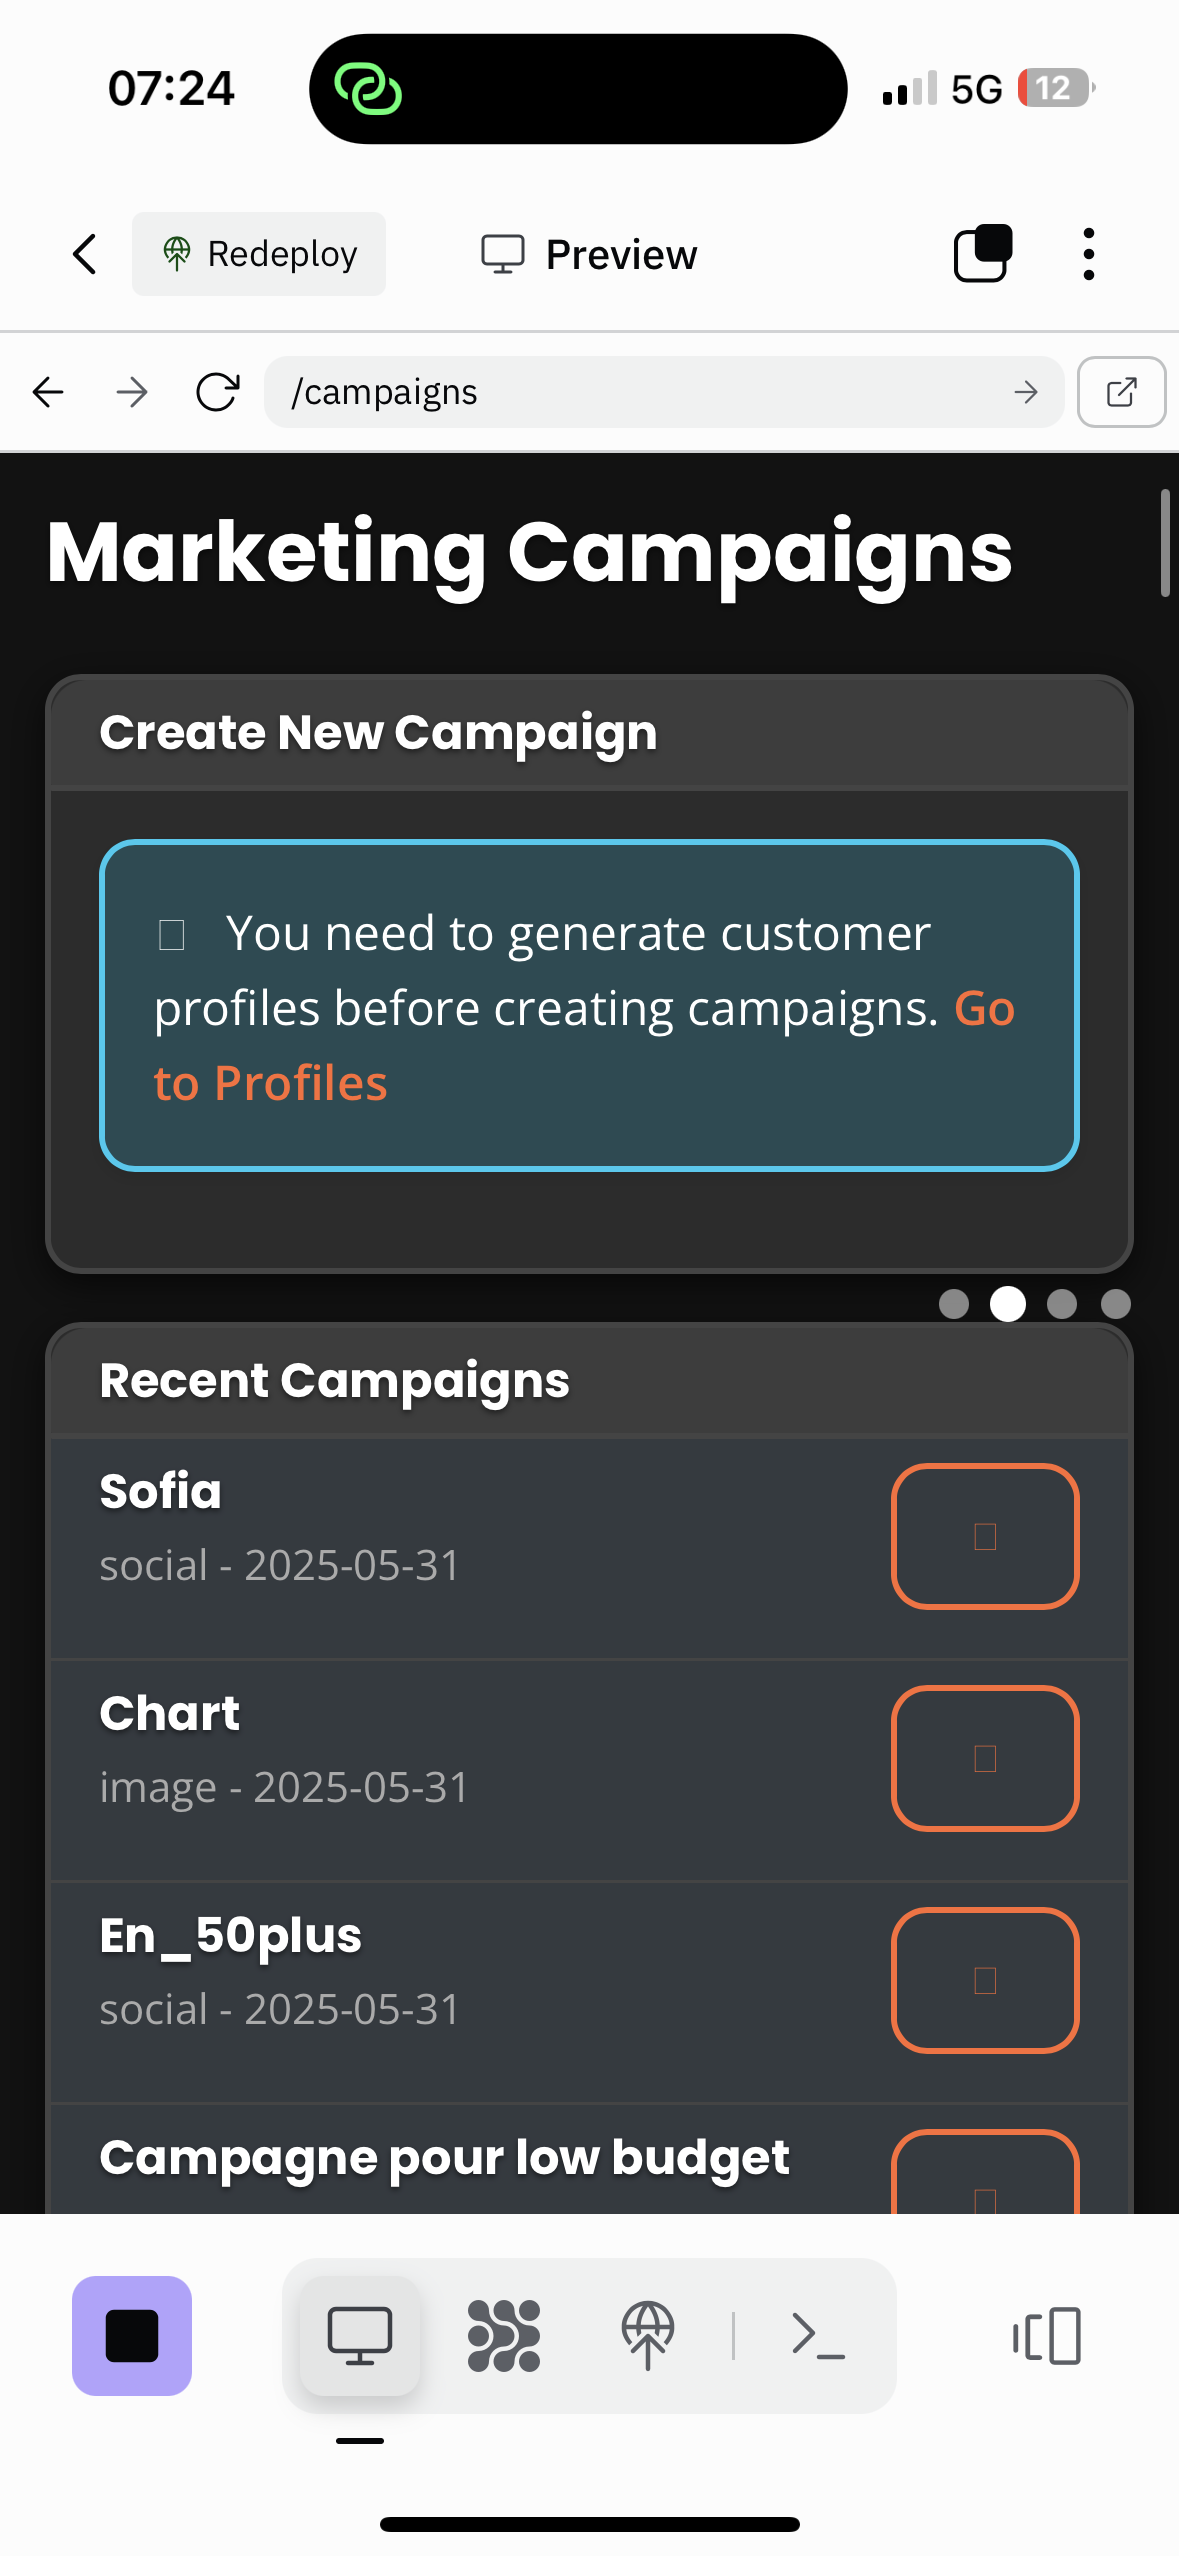 07:24
5G
12
Redeploy
Preview
/campaigns
Marketing Campaigns
Create New Campaign
You need to generate customer
profiles before creating campaigns. Go
to Profiles
Recent Campaigns
Sofia
social - 2025-05-31
Chart
image - 2025-05-31
En_50plus
social - 2025-05-31
Campagne pour low budget